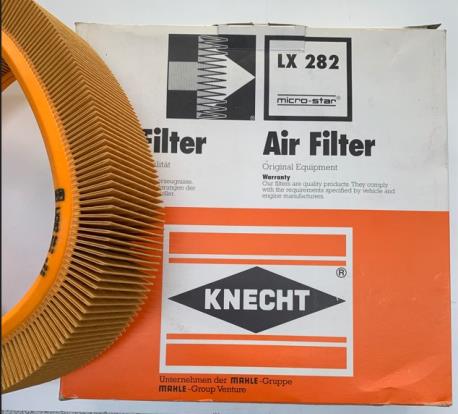 LX 282
micro-star®
Filter
Air Filter
Original Equipment
Warranty
Our filters are quality products. They comply
with the requirements specified by vehicle and
engine manufacturers.
KNECHT
®
Unternehmen der MAHLE-Gruppe
MAHLE-Group Venture